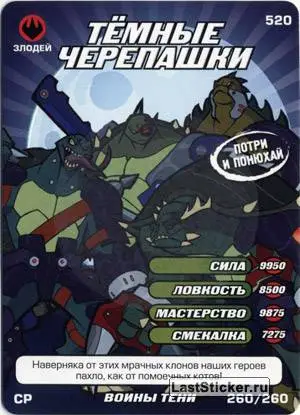 ТЁМНЫЕ
ЧЕРЕПАШКИ
520
ЗЛОДЕЙ
ПОТРИ
И ПОНЮХАЙ
СИЛА 9950
ЛОВКОСТЬ 8500
МАСТЕРСТВО 9875
СМЕКАЛКА 7275
Наверняка от этих мрачных клонов наших героев
пахло, как от помоечных котов!
СР ВОИНЫ ТЕНИ 260/260
LastSticker.ru